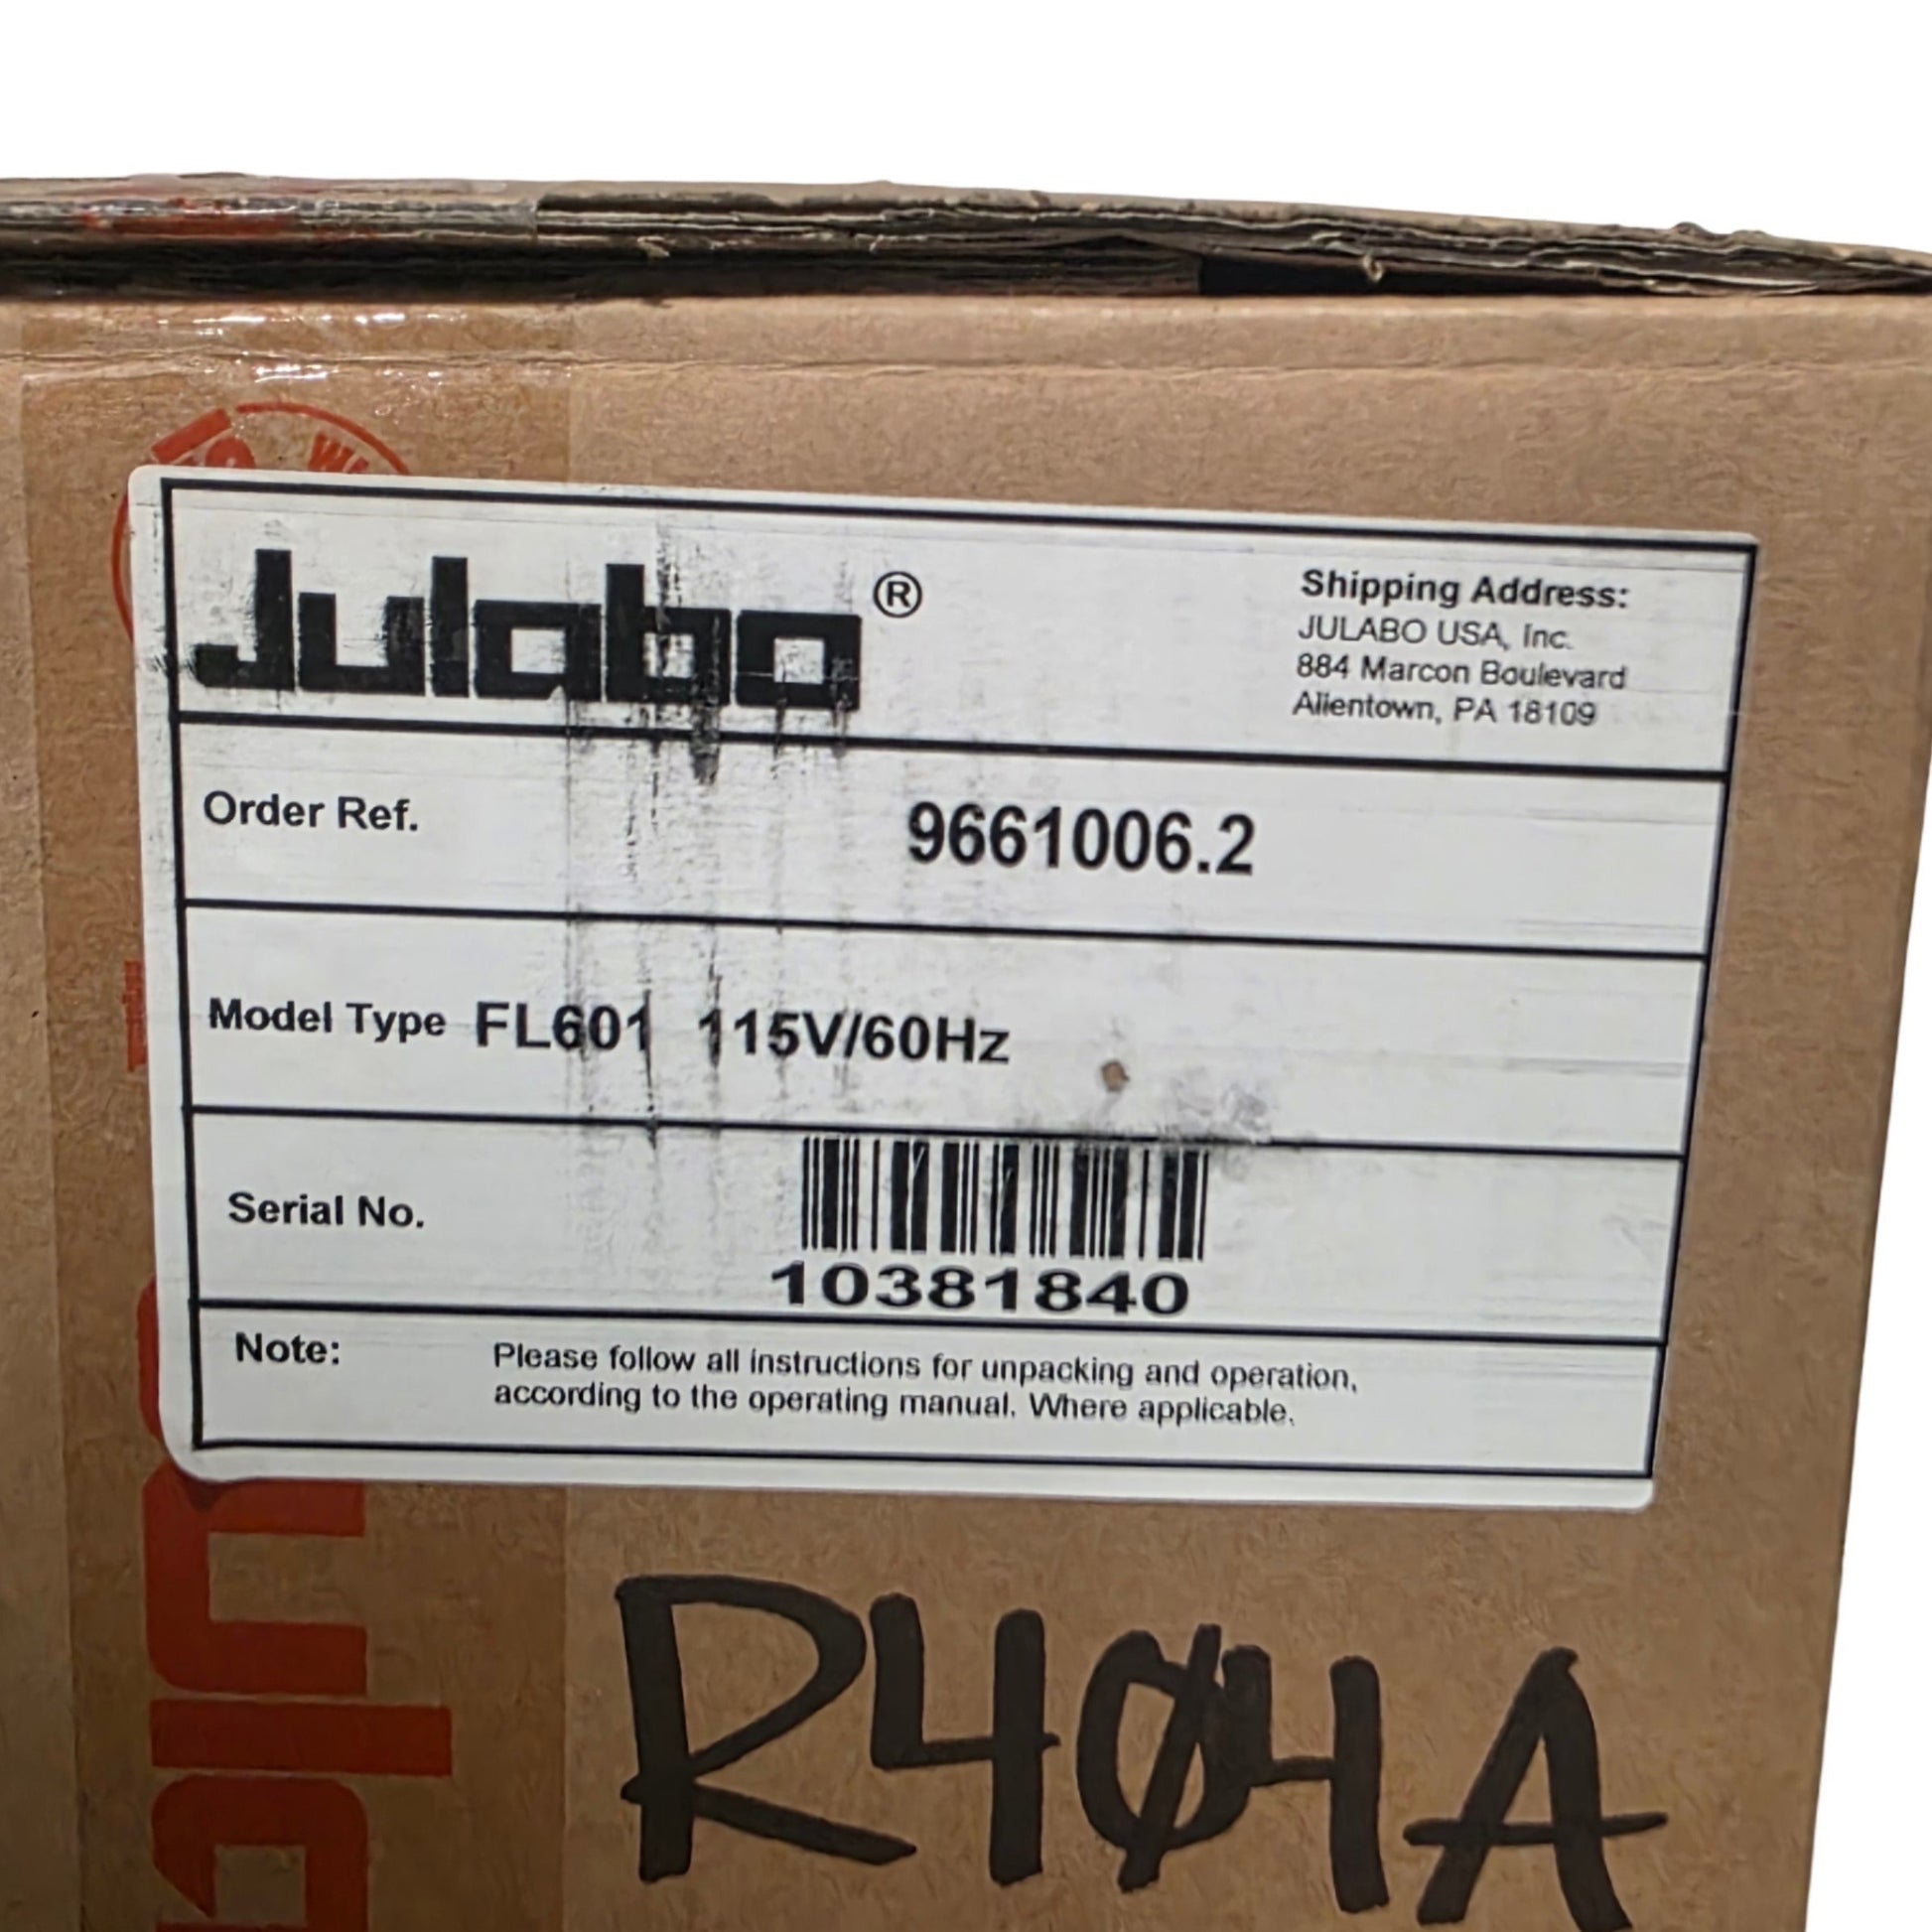 Julabo®
Shipping Address:
JULABO USA, Inc.
884 Marcon Boulevard
Allentown, PA 18109
Order Ref. 9661006.2
Model Type FL601 115V/60Hz
Serial No.
10381840
Note: Please follow all instructions for unpacking and operation,
according to the operating manual. Where applicable.
R4Ø4A